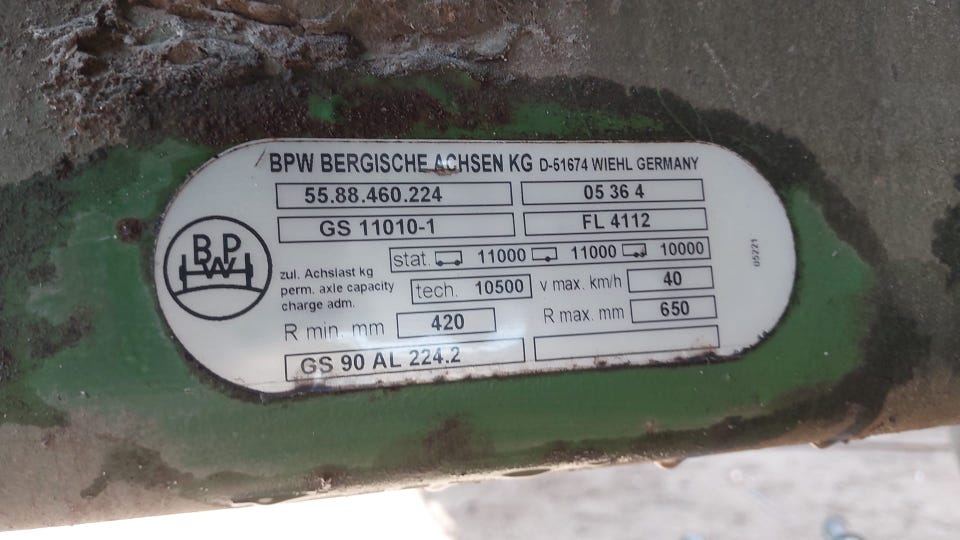 BPW BERGISCHE ACHSEN KG D-51674 WIEHL GERMANY
55.88.460.224 05 36 4
GS 11010-1 FL 4112
stat. 11000 11000 10000
BPW
zul. Achslast kg
perm. axle capacity
charge adm.
tech. 10500 v max. km/h 40
R min. mm 420 R max. mm 650
GS 90 AL 224.2
05221